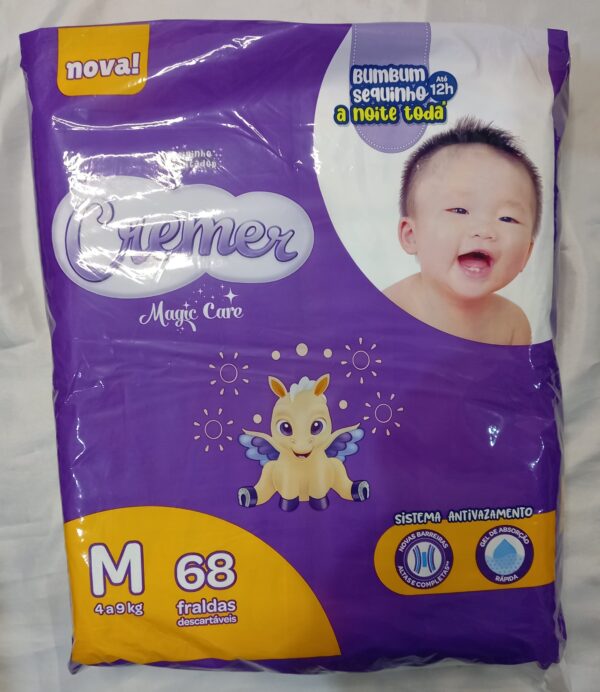 nova!
BUMBUM
sequinho
Até
12h
a noite toda*
Cremer
Magic Care
SISTEMA ANTIVAZAMENTO
NOVAS BARREIRAS
ALTAS E COMPLETAS**
GEL DE ABSORÇÃO
RÁPIDA
M
4 a 9 kg
68
fraldas
descartáveis